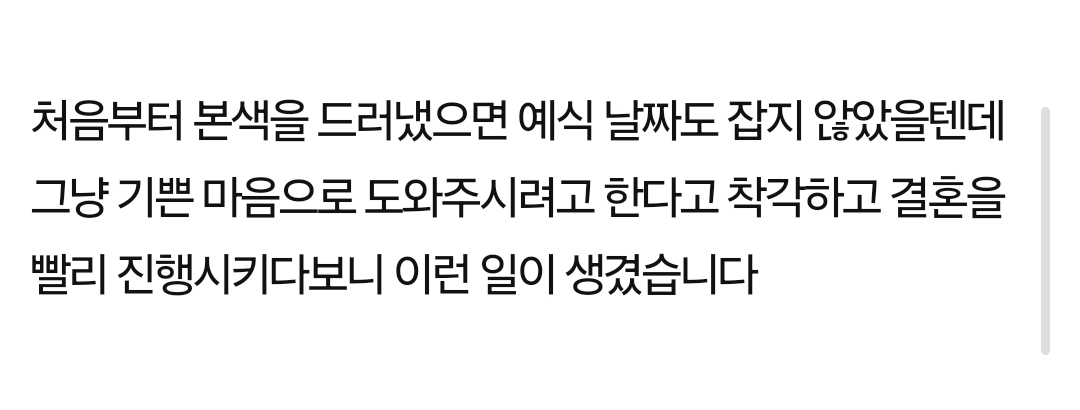 처음부터 본색을 드러냈으면 예식 날짜도 잡지 않았을텐데
그냥 기쁜 마음으로 도와주시려고 한다고 착각하고 결혼을
빨리 진행시키다보니 이런 일이 생겼습니다